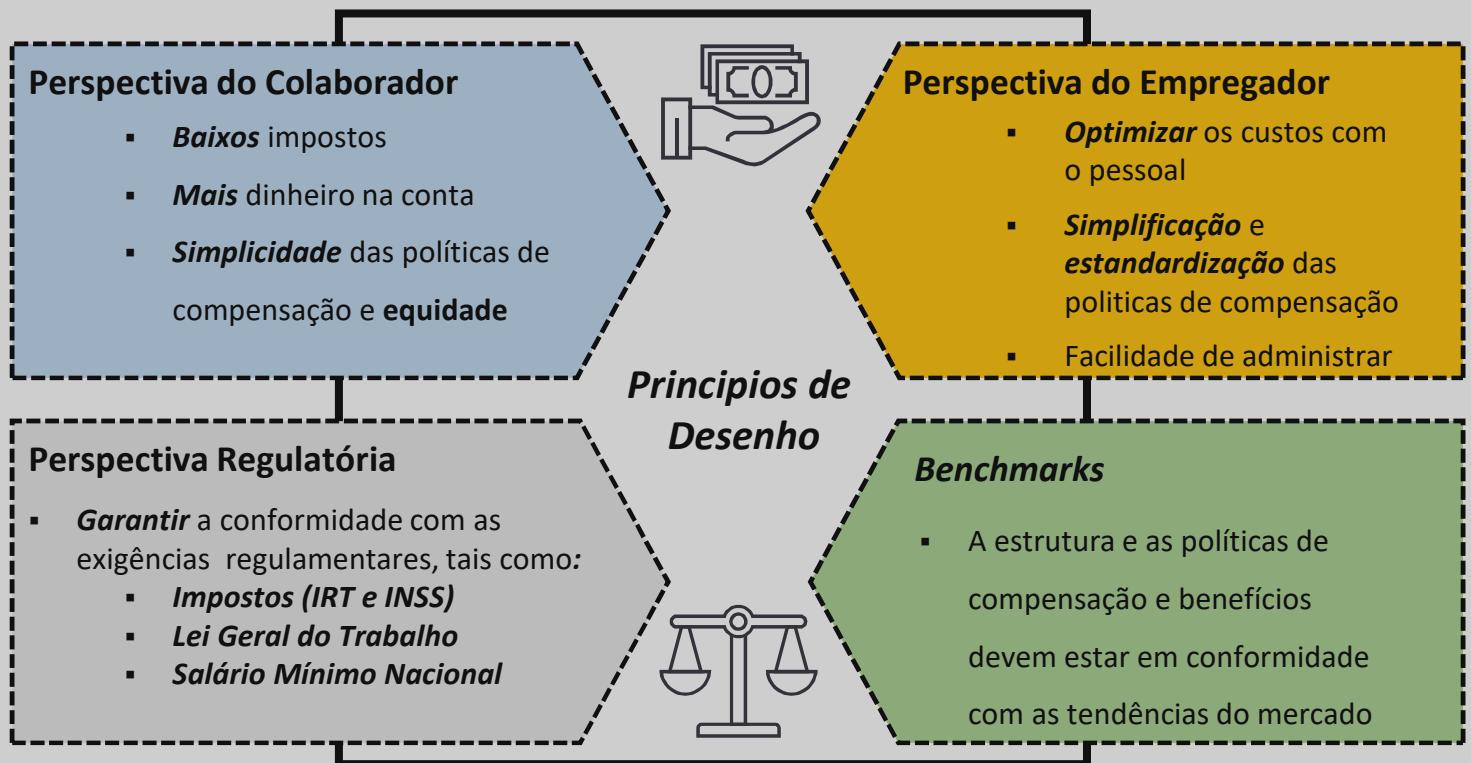 Perspectiva do Colaborador
▪ Baixos impostos
▪ Mais dinheiro na conta
▪ Simplicidade das políticas de
compensação e equidade
Perspectiva do Empregador
▪ Optimizar os custos com
o pessoal
▪ Simplificação e
estandardização das
politicas de compensação
▪ Facilidade de administrar
Principios de
Desenho
Perspectiva Regulatória
▪ Garantir a conformidade com as
exigências regulamentares, tais como:
▪ Impostos (IRT e INSS)
▪ Lei Geral do Trabalho
▪ Salário Mínimo Nacional
Benchmarks
▪ A estrutura e as políticas de
compensação e benefícios
devem estar em conformidade
com as tendências do mercado